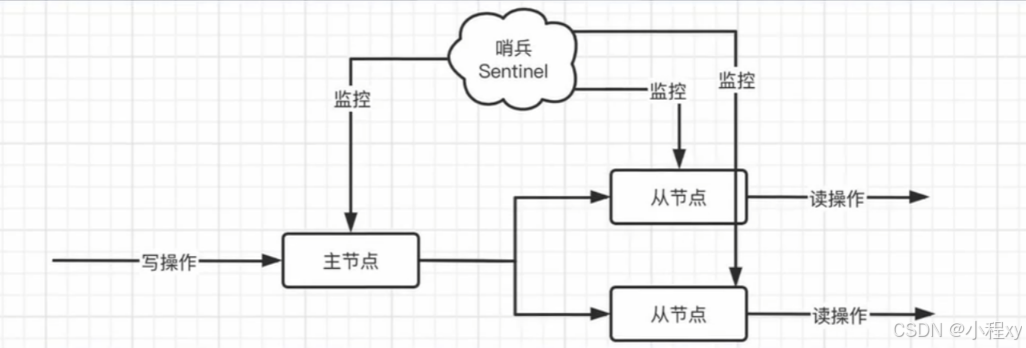 哨兵
Sentinel
监控
监控
监控
从节点
读操作
写操作
主节点
从节点
读操作
CSDN @小程xy